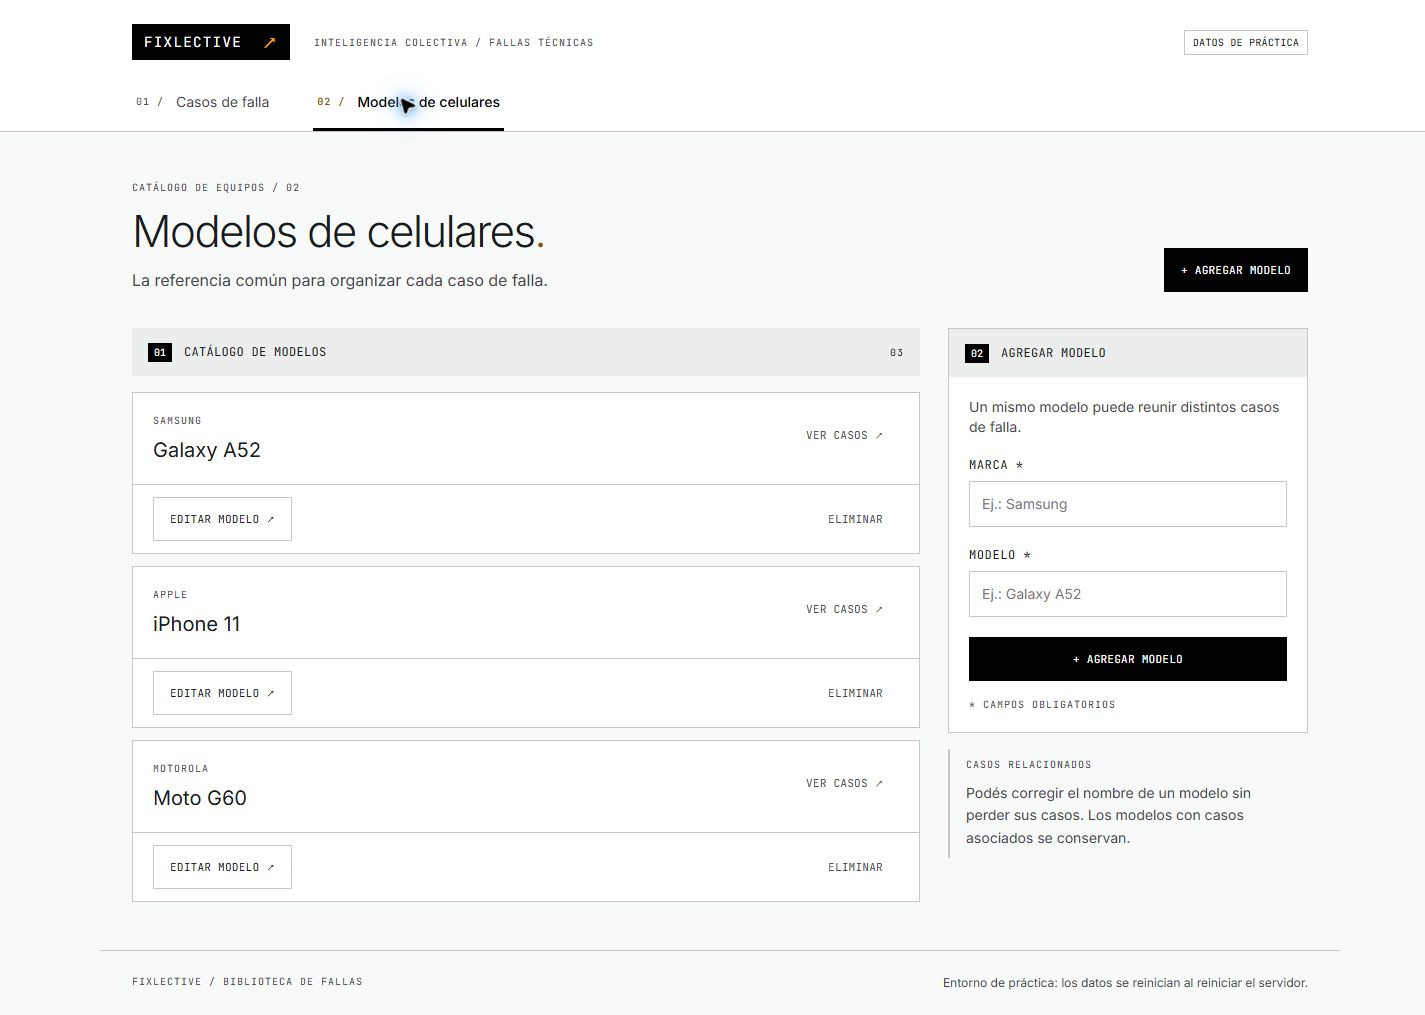 FIXLECTIVE ↗
INTELIGENCIA COLECTIVA / FALLAS TÉCNICAS
DATOS DE PRÁCTICA
01 / Casos de falla
02 / Modelos de celulares
CATÁLOGO DE EQUIPOS / 02
Modelos de celulares.
La referencia común para organizar cada caso de falla.
+ AGREGAR MODELO
01 CATÁLOGO DE MODELOS 03
SAMSUNG
Galaxy A52
VER CASOS ↗
EDITAR MODELO ↗
ELIMINAR
APPLE
iPhone 11
VER CASOS ↗
EDITAR MODELO ↗
ELIMINAR
MOTOROLA
Moto G60
VER CASOS ↗
EDITAR MODELO ↗
ELIMINAR
02 AGREGAR MODELO
Un mismo modelo puede reunir distintos casos
de falla.
MARCA *
Ej.: Samsung
MODELO *
Ej.: Galaxy A52
+ AGREGAR MODELO
* CAMPOS OBLIGATORIOS
CASOS RELACIONADOS
Podés corregir el nombre de un modelo sin
perder sus casos. Los modelos con casos
asociados se conservan.
FIXLECTIVE / BIBLIOTECA DE FALLAS
Entorno de práctica: los datos se reinician al reiniciar el servidor.